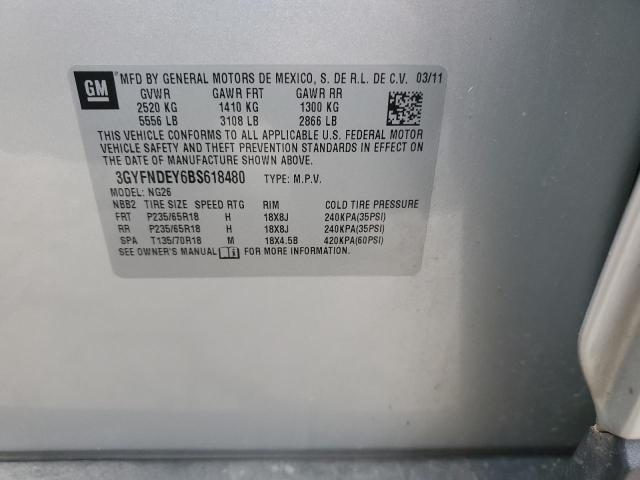 GM MFD BY GENERAL MOTORS DE MEXICO, S. DE R.L. DE C.V. 03/11
GVWR GAWR FRT GAWR RR
2520 KG 1410 KG 1300 KG
5556 LB 3108 LB 2866 LB
THIS VEHICLE CONFORMS TO ALL APPLICABLE U.S. FEDERAL MOTOR
VEHICLE SAFETY AND THEFT PREVENTION STANDARDS IN EFFECT ON
THE DATE OF MANUFACTURE SHOWN ABOVE.
3GYFNDEY6BS618480 TYPE: M.P.V.
MODEL: NG26
NBB2 TIRE SIZE SPEED RTG RIM COLD TIRE PRESSURE
FRT P235/65R18 H 18X8J 240KPA(35PSI)
RR P235/65R18 H 18X8J 240KPA(35PSI)
SPA T135/70R18 M 18X4.5B 420KPA(60PSI)
SEE OWNER'S MANUAL FOR MORE INFORMATION.